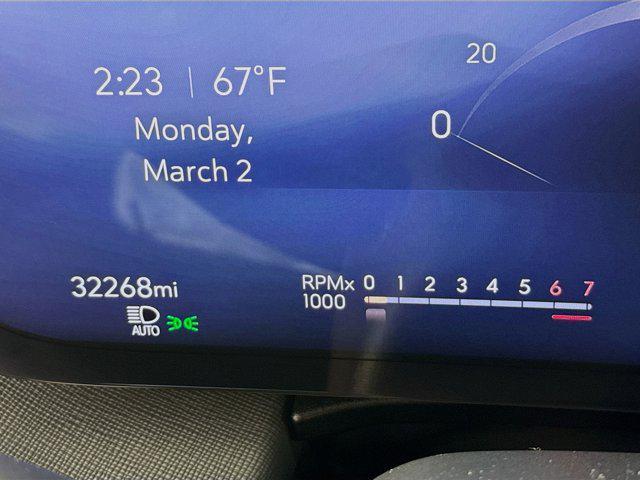 20
2:23 | 67°F
0
Monday,
March 2
32268mi
RPMx 0 1 2 3 4 5 6 7
1000
AUTO